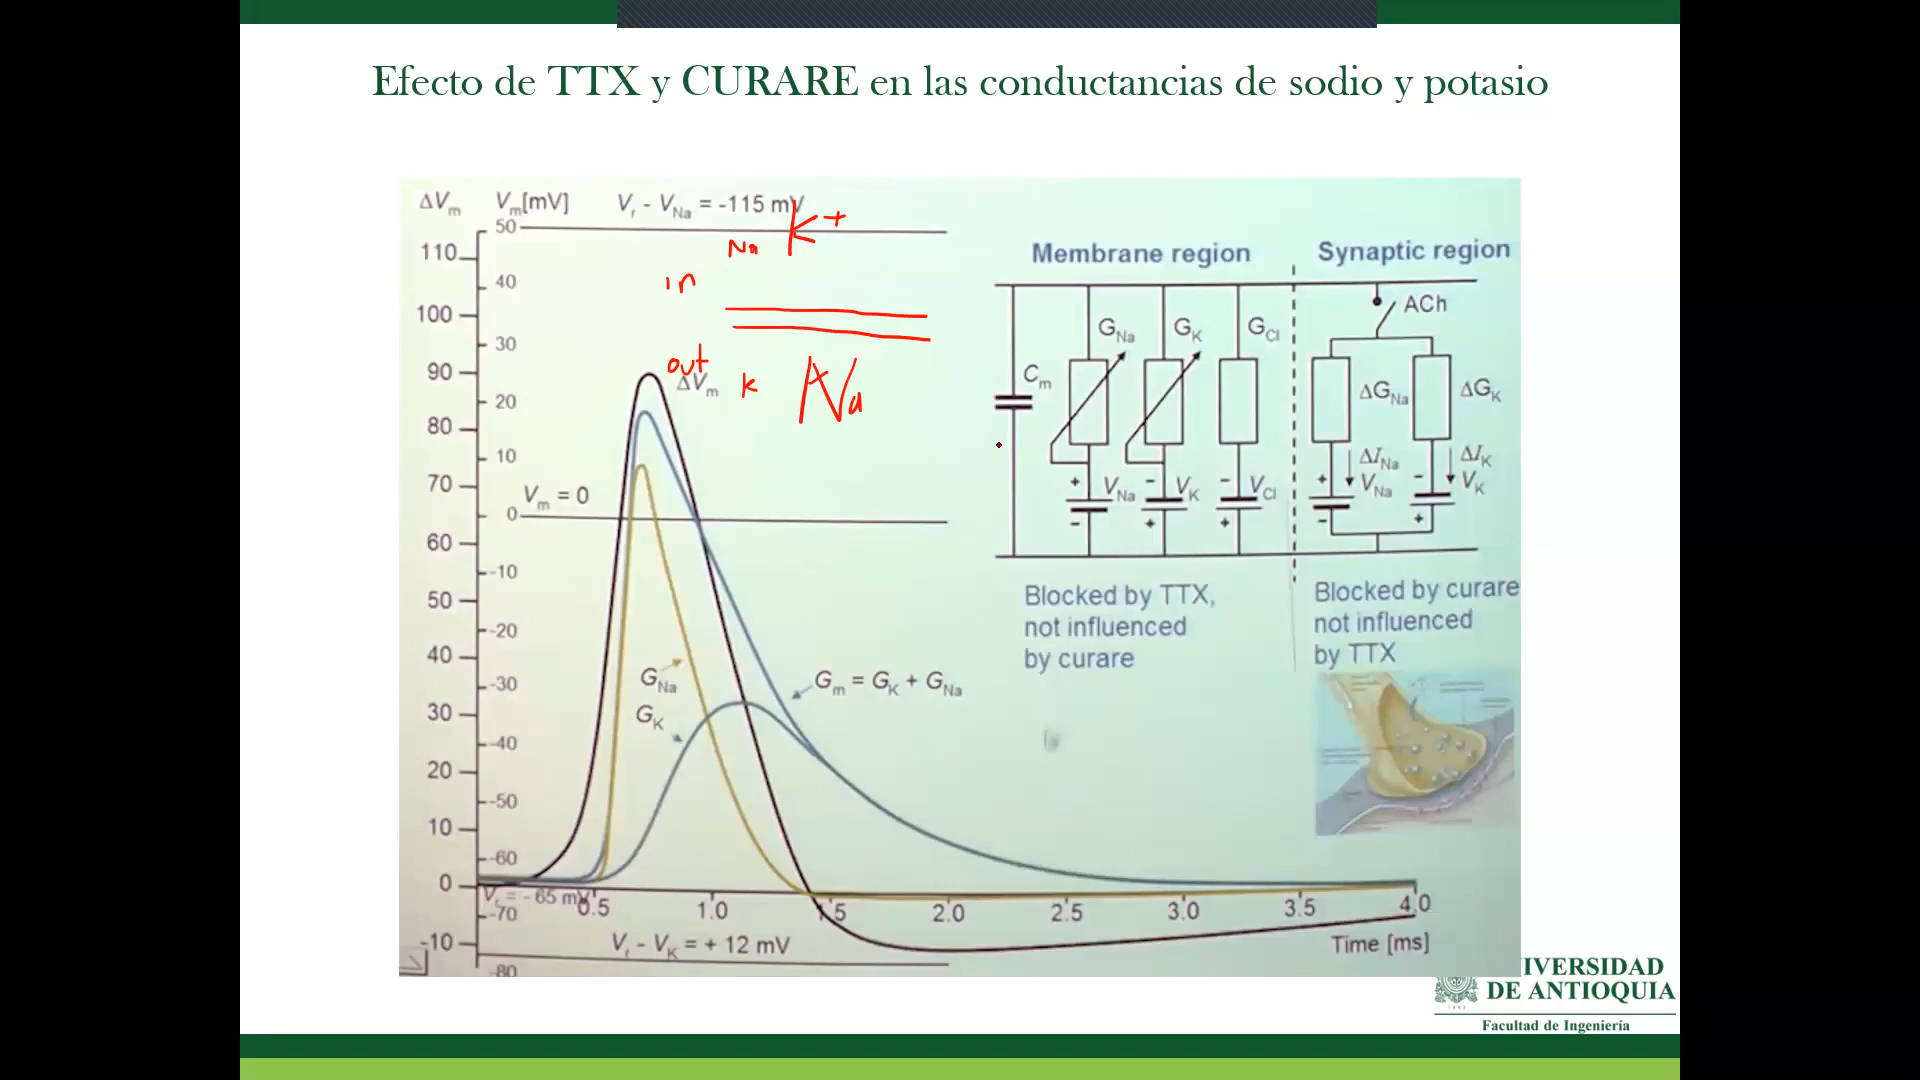 Efecto de TTX y CURARE en las conductancias de sodio y potasio
ΔVm Vm[mV] Vr - VNa = -115 mV
50
110
40
100
30
90
20
80
10
70
0
60
-10
50
-20
40
-30
30
-40
20
-50
10
-60
0
-70
-10
-80
Na K+
in
out K Na
ΔVm
Vm = 0
GNa
GK
Gm = GK + GNa
Vr = - 65 mV
0.5 1.0 1.5 2.0 2.5 3.0 3.5 4.0
Vr - VK = + 12 mV
Time [ms]
Membrane region Synaptic region
ACh
GNa GK GCl
Cm
ΔGNa ΔGK
ΔINa ΔIK
+ VNa - VK - VCl + VNa - VK
- + + - +
Blocked by TTX,
not influenced
by curare
Blocked by curare
not influenced
by TTX
IVERSIDAD
DE ANTIOQUIA
1803
Facultad de Ingeniería